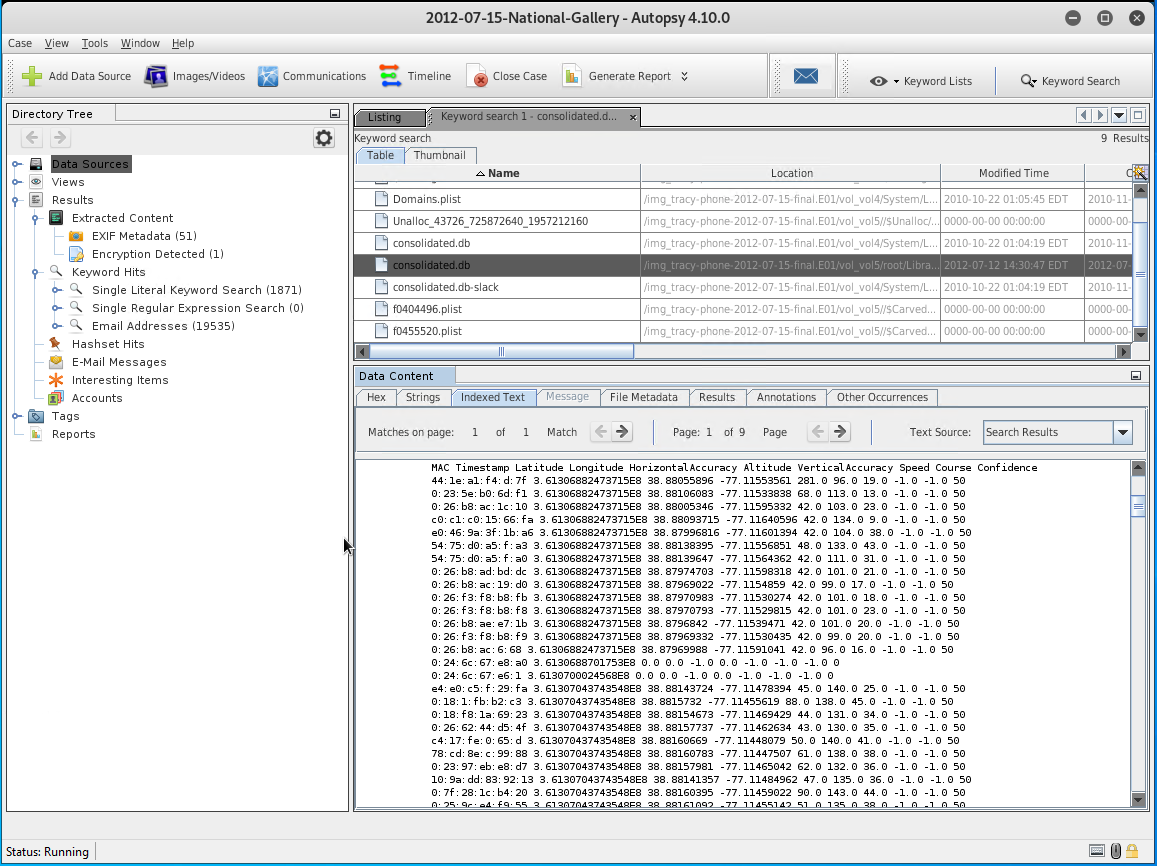 2012-07-15-National-Gallery - Autopsy 4.10.0
Case View Tools Window Help
Add Data Source Images/Videos Communications Timeline Close Case Generate Report Keyword Lists Keyword Search
Directory Tree
Data Sources
Views
Results
Extracted Content
EXIF Metadata (51)
Encryption Detected (1)
Keyword Hits
Single Literal Keyword Search (1871)
Single Regular Expression Search (0)
Email Addresses (19535)
Hashset Hits
E-Mail Messages
Interesting Items
Accounts
Tags
Reports
Listing Keyword search 1 - consolidated.d...
Keyword search 9 Results
Table Thumbnail
Name Location Modified Time
Domains.plist /img_tracy-phone-2012-07-15-final.E01/vol_vol4/System/L... 2010-10-22 01:05:45 EDT 2010-11-
Unalloc_43726_725872640_1957212160 /img_tracy-phone-2012-07-15-final.E01/vol_vol5//$Unalloc/... 0000-00-00 00:00:00 0000-00-
consolidated.db /img_tracy-phone-2012-07-15-final.E01/vol_vol4/System/L... 2010-10-22 01:04:19 EDT 2010-11-
consolidated.db /img_tracy-phone-2012-07-15-final.E01/vol_vol5/root/Libra... 2012-07-12 14:30:47 EDT 2012-07-
consolidated.db-slack /img_tracy-phone-2012-07-15-final.E01/vol_vol4/System/L... 2010-10-22 01:04:19 EDT 2010-11-
f0404496.plist /img_tracy-phone-2012-07-15-final.E01/vol_vol5//$Carved... 0000-00-00 00:00:00 0000-00-
f0455520.plist /img_tracy-phone-2012-07-15-final.E01/vol_vol5//$Carved... 0000-00-00 00:00:00 0000-00-
Data Content
Hex Strings Indexed Text Message File Metadata Results Annotations Other Occurrences
Matches on page: 1 of 1 Match Page: 1 of 9 Page Text Source: Search Results
MAC Timestamp Latitude Longitude HorizontalAccuracy Altitude VerticalAccuracy Speed Course Confidence
44:1e:a1:f4:d:7f 3.61306882473715E8 38.88055896 -77.11553561 281.0 96.0 19.0 -1.0 -1.0 50
0:23:5e:b0:6d:f1 3.61306882473715E8 38.88106083 -77.11533838 68.0 113.0 13.0 -1.0 -1.0 50
0:26:b8:ac:1c:10 3.61306882473715E8 38.88005346 -77.11595332 42.0 103.0 23.0 -1.0 -1.0 50
c0:c1:c0:15:66:fa 3.61306882473715E8 38.88093715 -77.11640596 42.0 134.0 9.0 -1.0 -1.0 50
e0:46:9a:3f:1b:a6 3.61306882473715E8 38.87996816 -77.11601394 42.0 104.0 38.0 -1.0 -1.0 50
54:75:d0:a5:f:a3 3.61306882473715E8 38.88138395 -77.11556851 48.0 133.0 43.0 -1.0 -1.0 50
54:75:d0:a5:f:a0 3.61306882473715E8 38.88139647 -77.11564362 42.0 111.0 31.0 -1.0 -1.0 50
0:26:b8:ad:bd:dc 3.61306882473715E8 38.87974703 -77.11598318 42.0 101.0 21.0 -1.0 -1.0 50
0:26:b8:ac:19:d0 3.61306882473715E8 38.87969022 -77.1154859 42.0 99.0 17.0 -1.0 -1.0 50
0:26:f3:f8:b8:fb 3.61306882473715E8 38.87970983 -77.11530274 42.0 101.0 18.0 -1.0 -1.0 50
0:26:f3:f8:b8:f8 3.61306882473715E8 38.87970793 -77.11529815 42.0 101.0 23.0 -1.0 -1.0 50
0:26:b8:ae:e7:1b 3.61306882473715E8 38.8796842 -77.11539471 42.0 101.0 20.0 -1.0 -1.0 50
0:26:f3:f8:b8:f9 3.61306882473715E8 38.87969332 -77.11530435 42.0 99.0 20.0 -1.0 -1.0 50
0:26:b8:ac:6:68 3.61306882473715E8 38.87969988 -77.11591041 42.0 96.0 16.0 -1.0 -1.0 50
0:24:6c:67:e8:a0 3.6130688701753E8 0.0 0.0 -1.0 0.0 -1.0 -1.0 -1.0 0
0:24:6c:67:e6:1 3.6130700024568E8 0.0 0.0 -1.0 0.0 -1.0 -1.0 -1.0 0
e4:e0:c5:f:29:fa 3.61307043743548E8 38.88143724 -77.11478394 45.0 140.0 25.0 -1.0 -1.0 50
0:18:1:fb:b2:c3 3.61307043743548E8 38.8815732 -77.11455619 88.0 138.0 45.0 -1.0 -1.0 50
0:18:f8:1a:69:23 3.61307043743548E8 38.88154673 -77.11469429 44.0 131.0 34.0 -1.0 -1.0 50
0:26:62:44:d5:4f 3.61307043743548E8 38.88157737 -77.11462634 43.0 130.0 35.0 -1.0 -1.0 50
c4:17:fe:0:65:d 3.61307043743548E8 38.88160669 -77.11448079 50.0 140.0 41.0 -1.0 -1.0 50
78:cd:8e:c:99:88 3.61307043743548E8 38.88160783 -77.11447507 61.0 138.0 38.0 -1.0 -1.0 50
0:23:97:eb:e8:d7 3.61307043743548E8 38.88157981 -77.11465042 62.0 132.0 36.0 -1.0 -1.0 50
10:9a:dd:83:92:13 3.61307043743548E8 38.88141357 -77.11484962 47.0 135.0 36.0 -1.0 -1.0 50
0:7f:28:1c:b4:20 3.61307043743548E8 38.88160395 -77.11459022 90.0 143.0 44.0 -1.0 -1.0 50
0:25:9c:e4:f9:55 3.61307043743548E8 38.88161092 -77.11455142 51.0 135.0 38.0 -1.0 -1.0 50
Status: Running